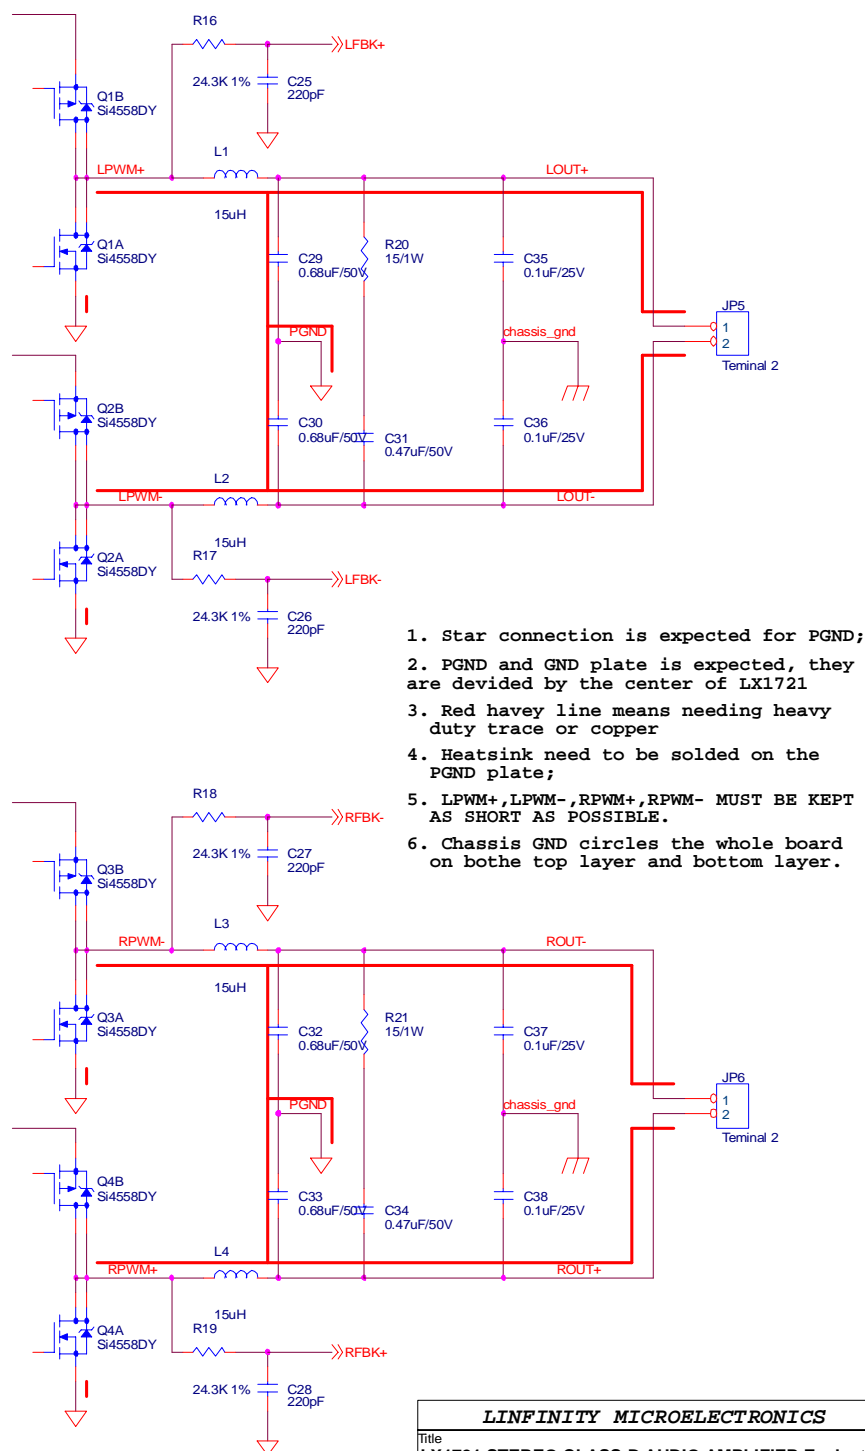 R16
LFBK+
24.3K 1%
C25
220pF
Q1B
Si4558DY
L1
LPWM+
LOUT+
15uH
Q1A
Si4558DY
C29
0.68uF/50V
R20
15/1W
C35
0.1uF/25V
JP5
1
2
Teminal 2
PGND
chassis_gnd
Q2B
Si4558DY
C30
0.68uF/50V
C31
0.47uF/50V
C36
0.1uF/25V
L2
LPWM-
LOUT-
15uH
Q2A
Si4558DY
R17
LFBK-
24.3K 1%
C26
220pF
1. Star connection is expected for PGND;
2. PGND and GND plate is expected, they
are devided by the center of LX1721
3. Red havey line means needing heavy
duty trace or copper
4. Heatsink need to be solded on the
PGND plate;
5. LPWM+,LPWM-,RPWM+,RPWM- MUST BE KEPT
AS SHORT AS POSSIBLE.
6. Chassis GND circles the whole board
on bothe top layer and bottom layer.
R18
RFBK-
24.3K 1%
C27
220pF
Q3B
Si4558DY
L3
RPWM-
ROUT-
15uH
Q3A
Si4558DY
C32
0.68uF/50V
R21
15/1W
C37
0.1uF/25V
JP6
1
2
Teminal 2
PGND
chassis_gnd
Q4B
Si4558DY
C33
0.68uF/50V
C34
0.47uF/50V
C38
0.1uF/25V
L4
RPWM+
ROUT+
15uH
Q4A
Si4558DY
R19
RFBK+
24.3K 1%
C28
220pF
LINFINITY MICROELECTRONICS
Title
LX1721 STEREO CLASS D AUDIO AMPLIFIER